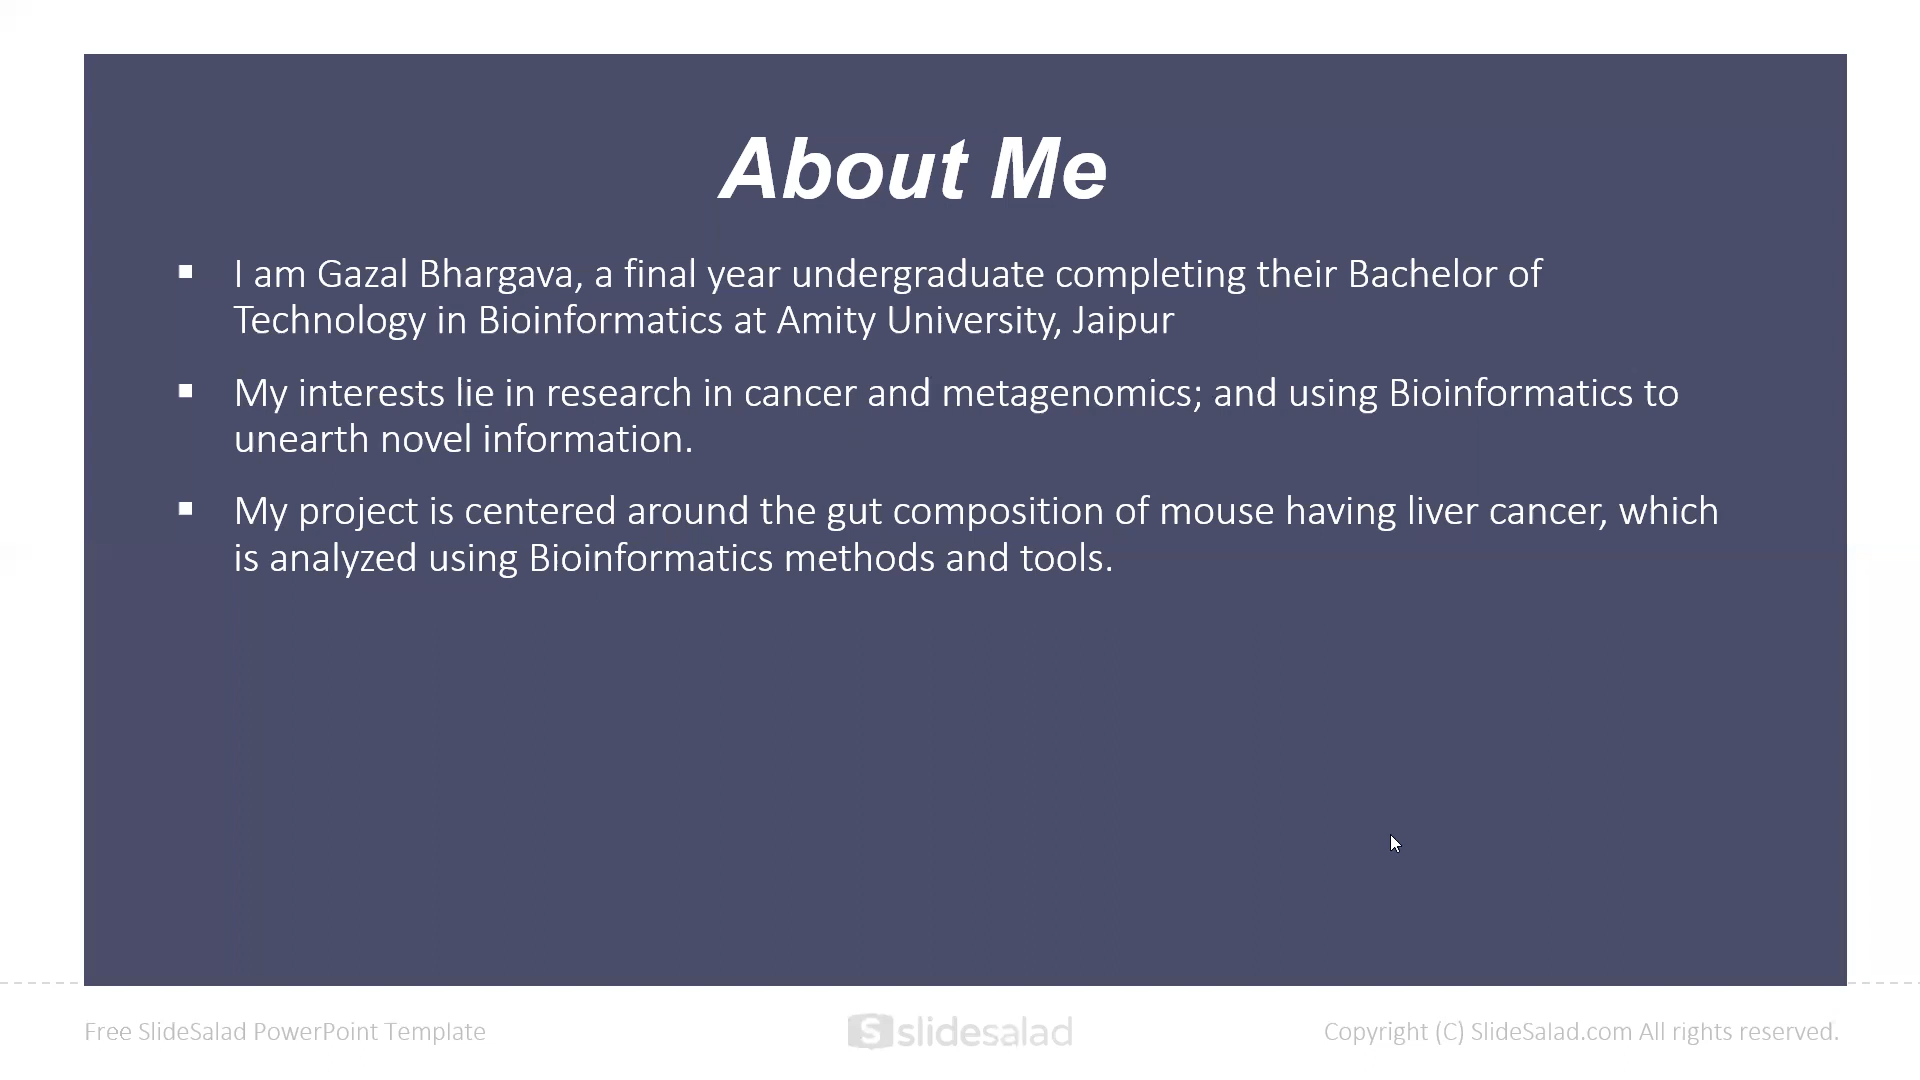 About Me
▪ I am Gazal Bhargava, a final year undergraduate completing their Bachelor of
Technology in Bioinformatics at Amity University, Jaipur
▪ My interests lie in research in cancer and metagenomics; and using Bioinformatics to
unearth novel information.
▪ My project is centered around the gut composition of mouse having liver cancer, which
is analyzed using Bioinformatics methods and tools.
Free SlideSalad PowerPoint Template
S slidesalad
Copyright (C) SlideSalad.com All rights reserved.